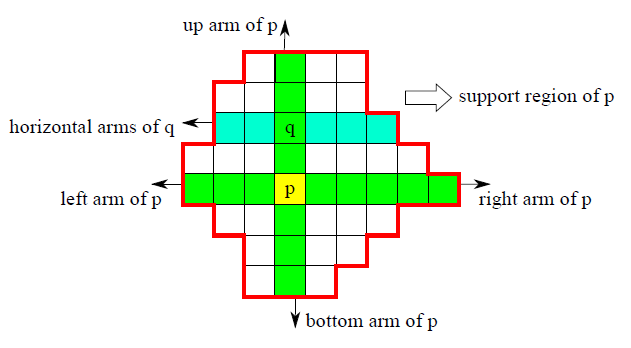 up arm of p
support region of p
horizontal arms of q
q
p
left arm of p
right arm of p
bottom arm of p